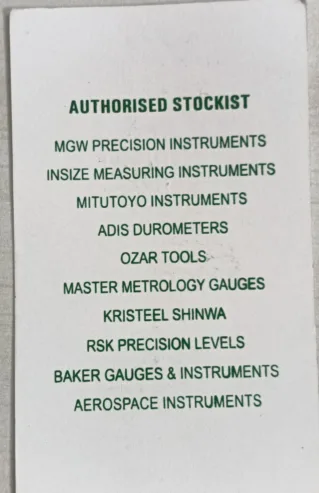 AUTHORISED STOCKIST
MGW PRECISION INSTRUMENTS
INSIZE MEASURING INSTRUMENTS
MITUTOYO INSTRUMENTS
ADIS DUROMETERS
OZAR TOOLS
MASTER METROLOGY GAUGES
KRISTEEL SHINWA
RSK PRECISION LEVELS
BAKER GAUGES & INSTRUMENTS
AEROSPACE INSTRUMENTS